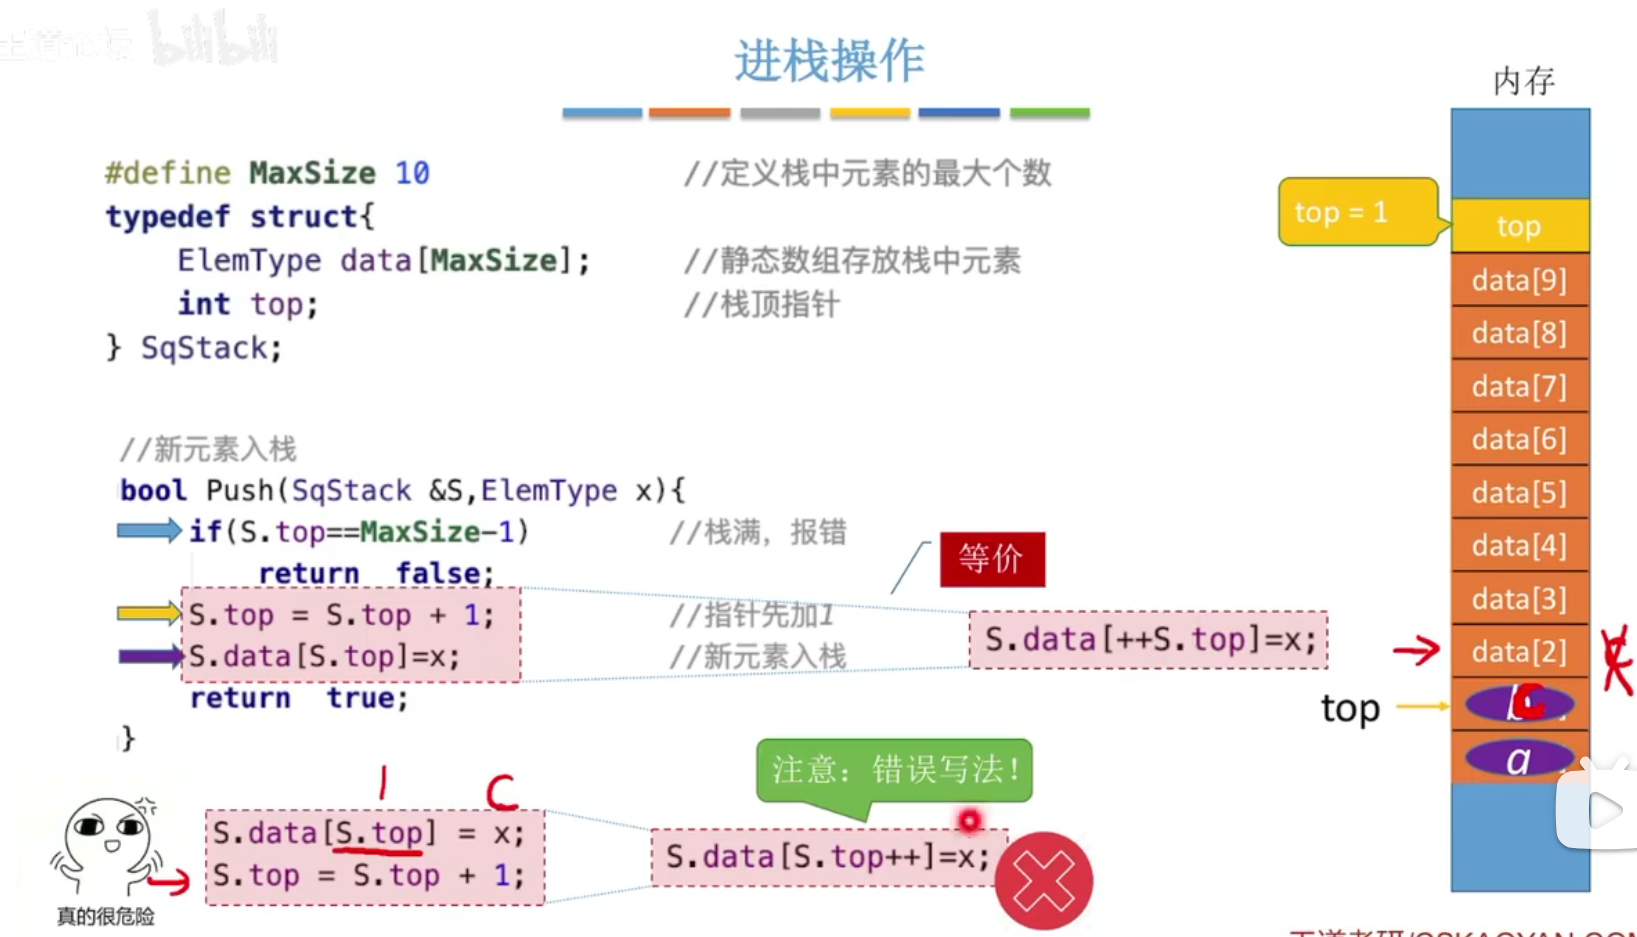 bilibili
进栈操作
内存
#define MaxSize 10 //定义栈中元素的最大个数
typedef struct{
ElemType data[MaxSize]; //静态数组存放栈中元素
int top; //栈顶指针
} SqStack;
top = 1
top
data[9]
data[8]
data[7]
data[6]
data[5]
data[4]
data[3]
data[2]
top
C
a
//新元素入栈
bool Push(SqStack &S,ElemType x){
if(S.top==MaxSize-1) //栈满，报错
return false;
S.top = S.top + 1; //指针先加1
S.data[S.top]=x; //新元素入栈
return true;
}
等价
S.data[++S.top]=x;
注意：错误写法！
1 C
S.data[S.top] = x;
S.top = S.top + 1;
S.data[S.top++]=x;
真的很危险